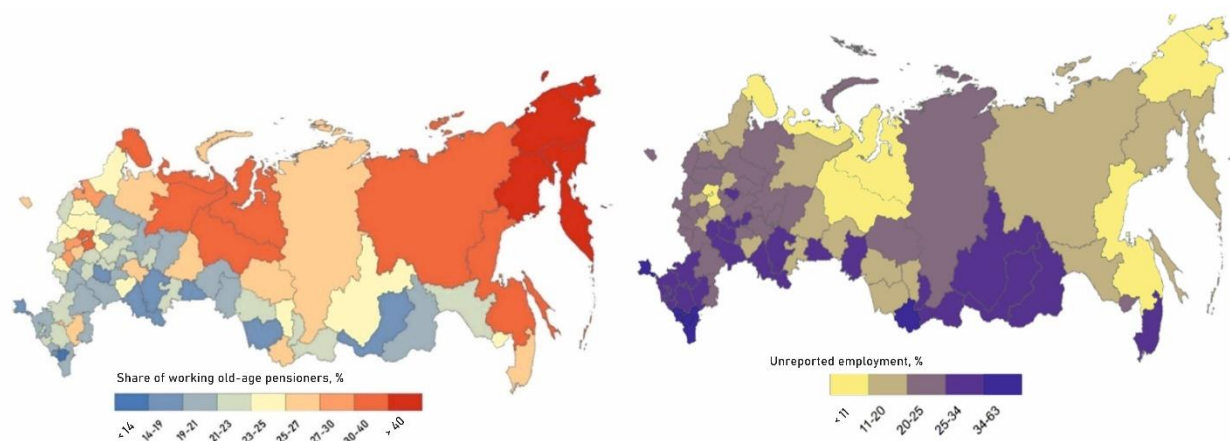 Share of working old-age pensioners, %
<14 14-19 19-21 21-23 23-25 25-27 27-30 30-40 > 40
Unreported employment, %
< 11 11-20 20-25 25-34 34-63